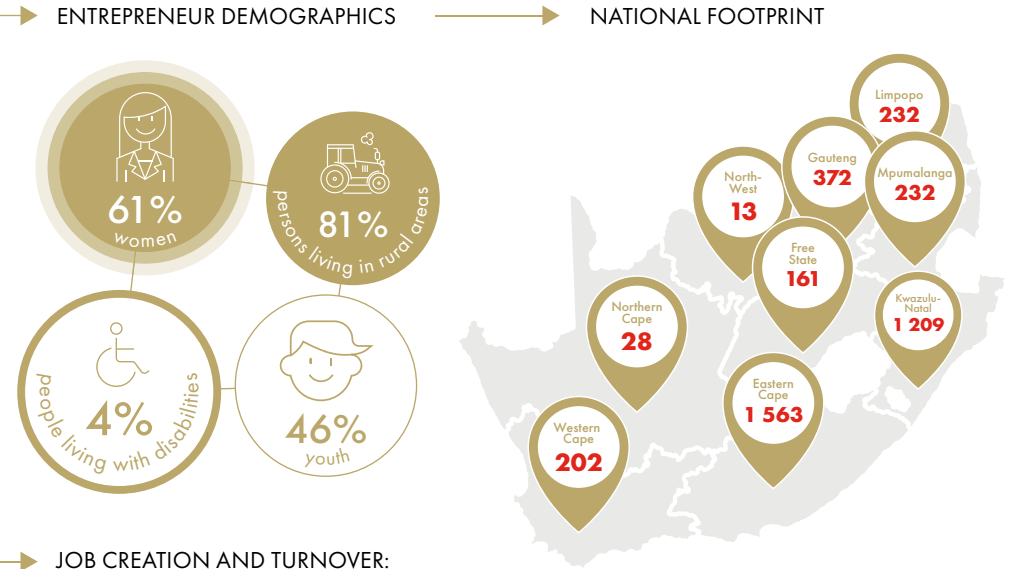 ENTREPRENEUR DEMOGRAPHICS
61%
women
81%
persons living in rural areas
4%
people living with disabilities
46%
youth
NATIONAL FOOTPRINT
Limpopo
232
Gauteng
372
Mpumalanga
232
North-
West
13
Free
State
161
Northern
Cape
28
Kwazulu-
Natal
1 209
Eastern
Cape
1 563
Western
Cape
202
JOB CREATION AND TURNOVER: